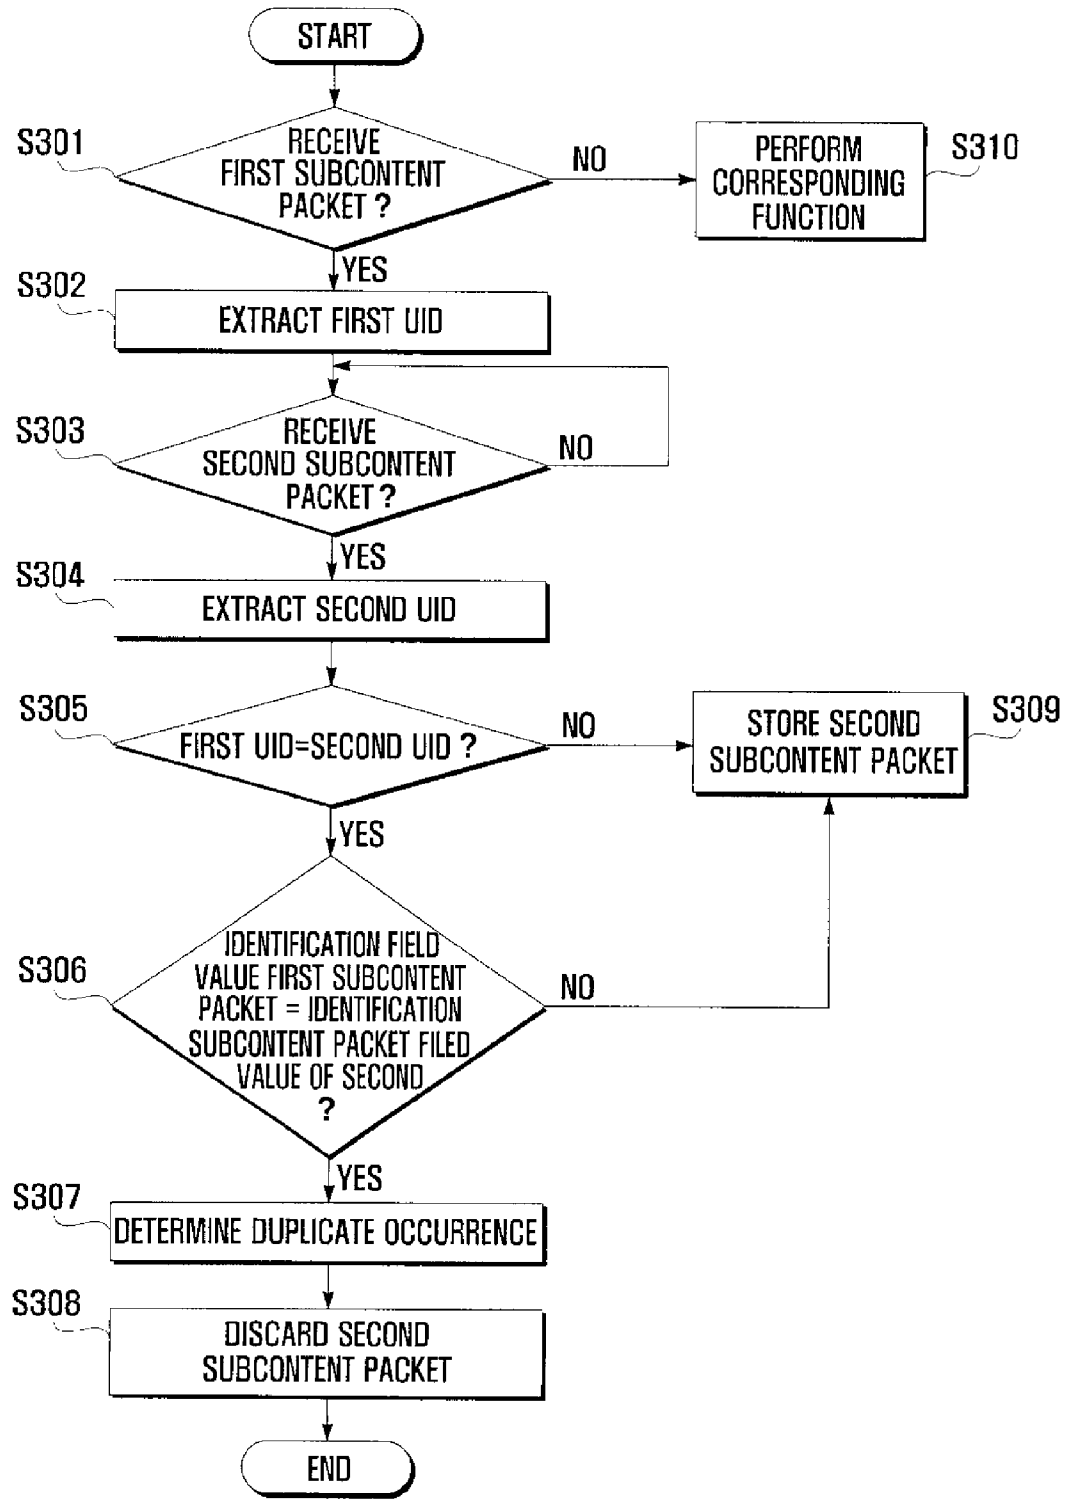 START
S301
RECEIVE
FIRST SUBCONTENT
PACKET ?
NO
PERFORM
CORRESPONDING
FUNCTION
S310
YES
S302
EXTRACT FIRST UID
S303
RECEIVE
SECOND SUBCONTENT
PACKET ?
NO
YES
S304
EXTRACT SECOND UID
S305
FIRST UID=SECOND UID ?
NO
STORE SECOND
SUBCONTENT PACKET
S309
YES
S306
IDENTIFICATION FIELD
VALUE FIRST SUBCONTENT
PACKET = IDENTIFICATION
SUBCONTENT PACKET FILED
VALUE OF SECOND
?
NO
YES
S307
DETERMINE DUPLICATE OCCURRENCE
S308
DISCARD SECOND
SUBCONTENT PACKET
END